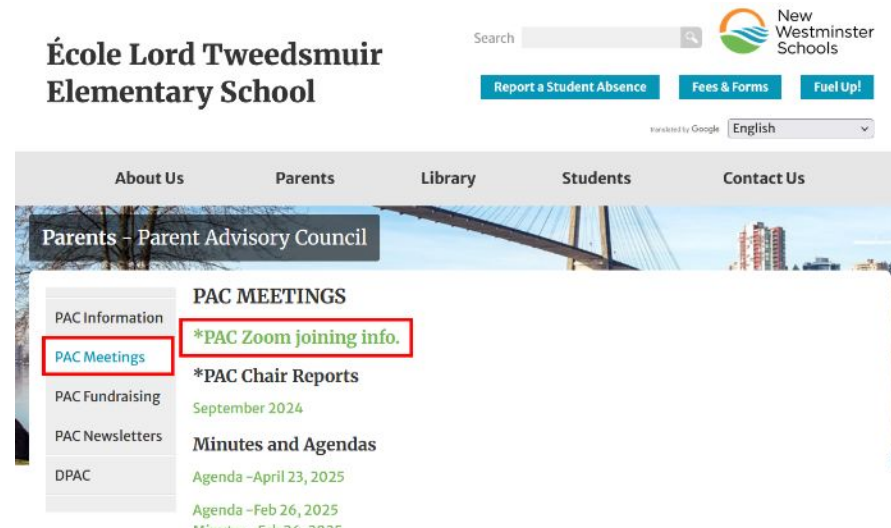 École Lord Tweedsmuir
Elementary School
Search
New
Westminster
Schools
Report a Student Absence
Fees & Forms
Fuel Up!
translated by Google
English
About Us
Parents
Library
Students
Contact Us
Parents - Parent Advisory Council
PAC Information
PAC Meetings
PAC Fundraising
PAC Newsletters
DPAC
PAC MEETINGS
*PAC Zoom joining info.
*PAC Chair Reports
September 2024
Minutes and Agendas
Agenda -April 23, 2025
Agenda -Feb 26, 2025